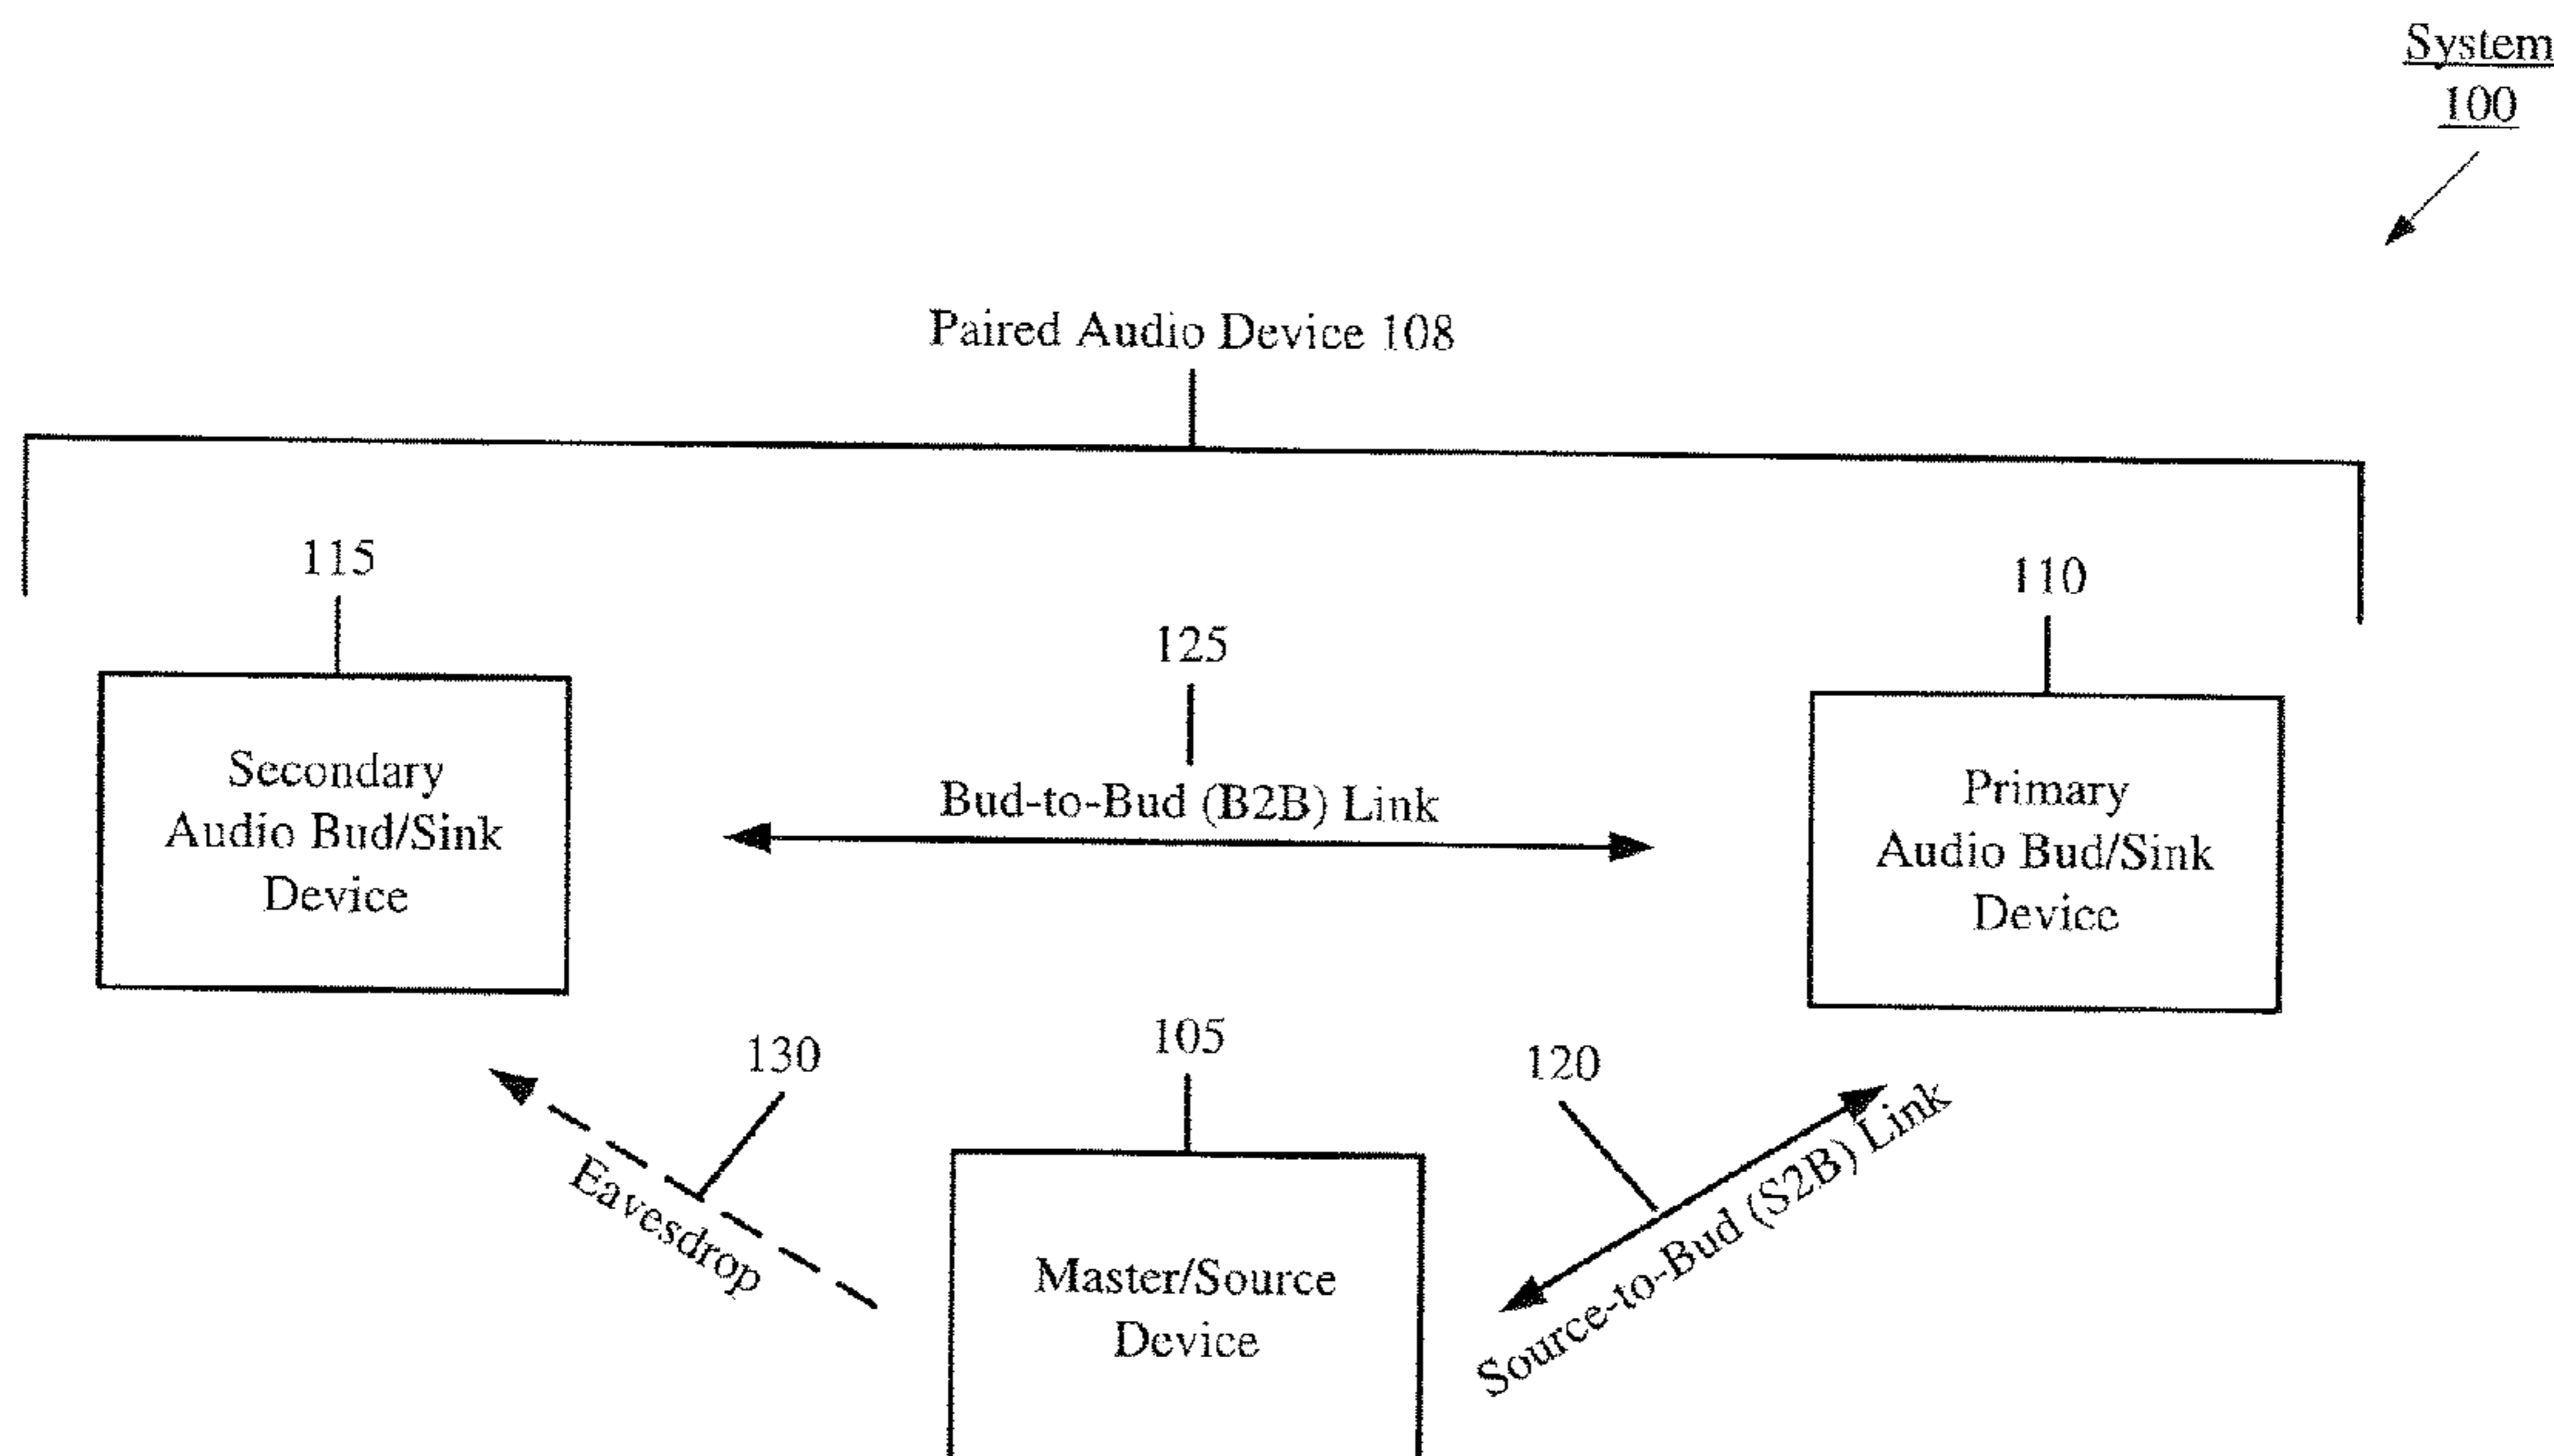 System
100
Paired Audio Device 108
115
110
125
Bud-to-Bud (B2B) Link
Secondary
Audio Bud/Sink
Device
Primary
Audio Bud/Sink
Device
130
105
120
Eavesdrop
Source-to-Bud (S2B) Link
Master/Source
Device